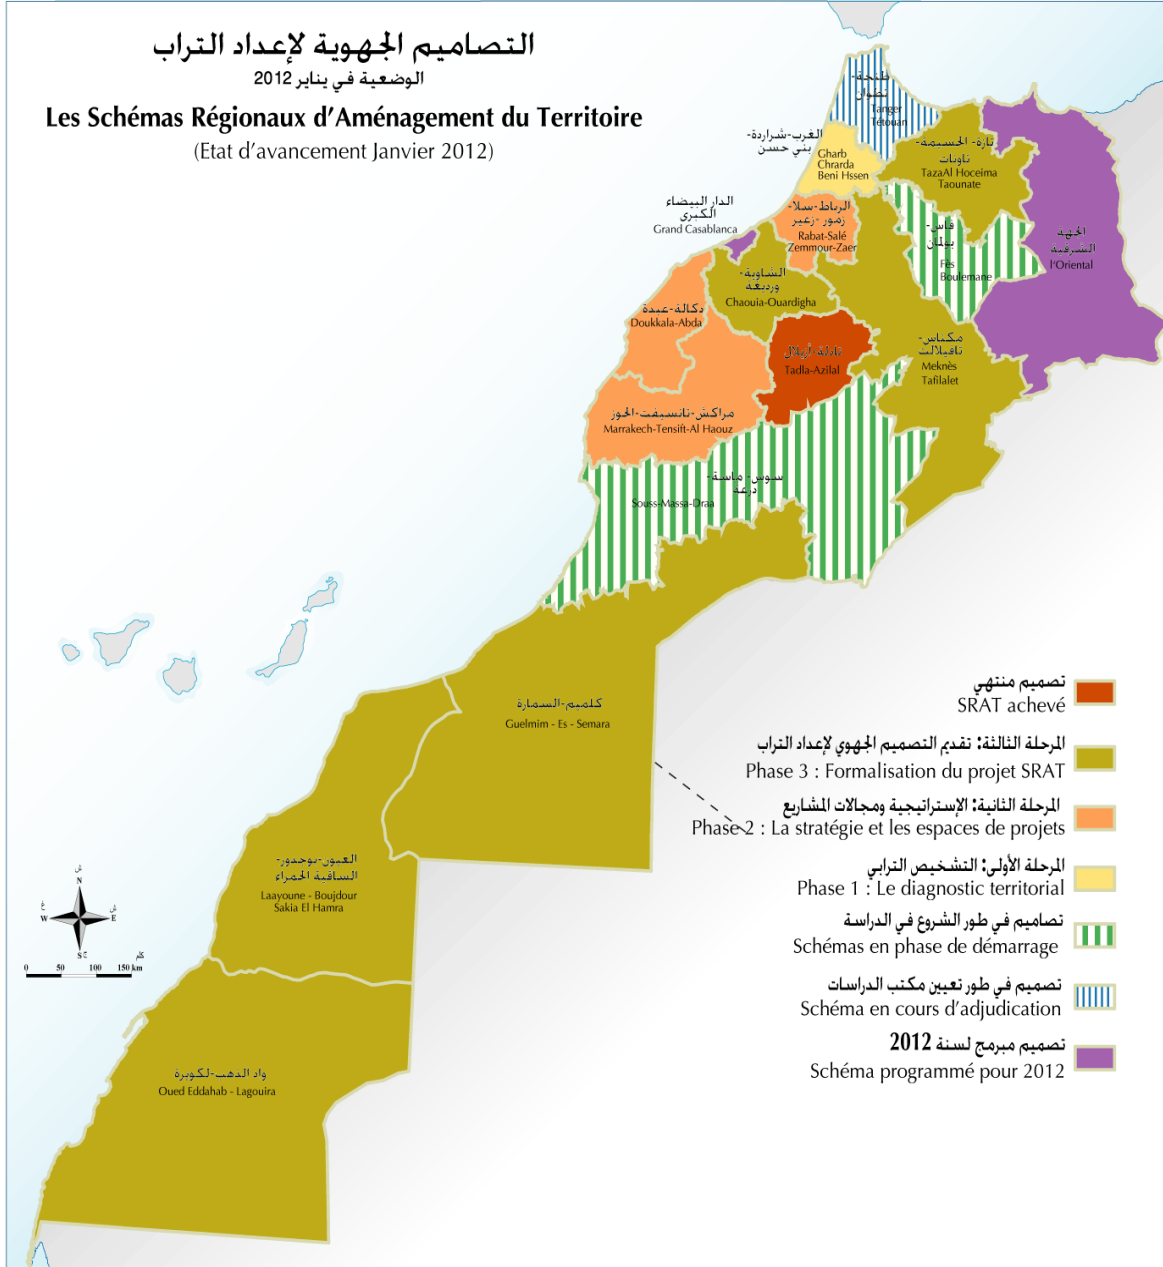 التصاميم الجهوية لإعداد التراب
الوضعية في يناير 2012
Les Schémas Régionaux d'Aménagement du Territoire
(Etat d'avancement Janvier 2012)
طنجة-
تطوان
Tanger
Tétouan
الغرب-شراردة-
بني حسن
Gharb
Chrarda
Beni Hssen
تازة-الحسيمة-
تاونات
TazaAl Hoceima
Taounate
الدار البيضاء
الكبرى
Grand Casablanca
الرباط-سلا-
زمور-زعير
Rabat-Salé
Zemmour-Zaer
فاس-
بولمان
Fès
Boulemane
الجهة
الشرقية
l'Oriental
الشاوية-
ورديغة
Chaouia-Ouardigha
دكالة-عبدة
Doukkala-Abda
تادلة-أزيلال
Tadla-Azilal
مكناس-
تافيلالت
Meknès
Tafilalet
مراكش-تانسيفت-الحوز
Marrakech-Tensift-Al Haouz
سوس-ماسة-
درعة
Souss-Massa-Draa
كلميم-السمارة
Guelmim - Es - Semara
العيون-بوجدور-
الساقية الحمراء
Laayoune - Boujdour
Sakia El Hamra
واد الدهب-لكويرة
Oued Eddahab - Lagouira
ش
N
غ
W
ش
E
S ج
كلم
0 50 100 150 km
تصميم منتهي
SRAT achevé
المرحلة الثالثة: تقديم التصميم الجهوي لإعداد التراب
Phase 3 : Formalisation du projet SRAT
المرحلة الثانية: الإستراتيجية ومجالات المشاريع
Phase 2 : La stratégie et les espaces de projets
المرحلة الأولى: التشخيص الترابي
Phase 1 : Le diagnostic territorial
تصاميم في طور الشروع في الدراسة
Schémas en phase de démarrage
تصميم في طور تعيين مكتب الدراسات
Schéma en cours d'adjudication
تصميم مبرمج لسنة 2012
Schéma programmé pour 2012